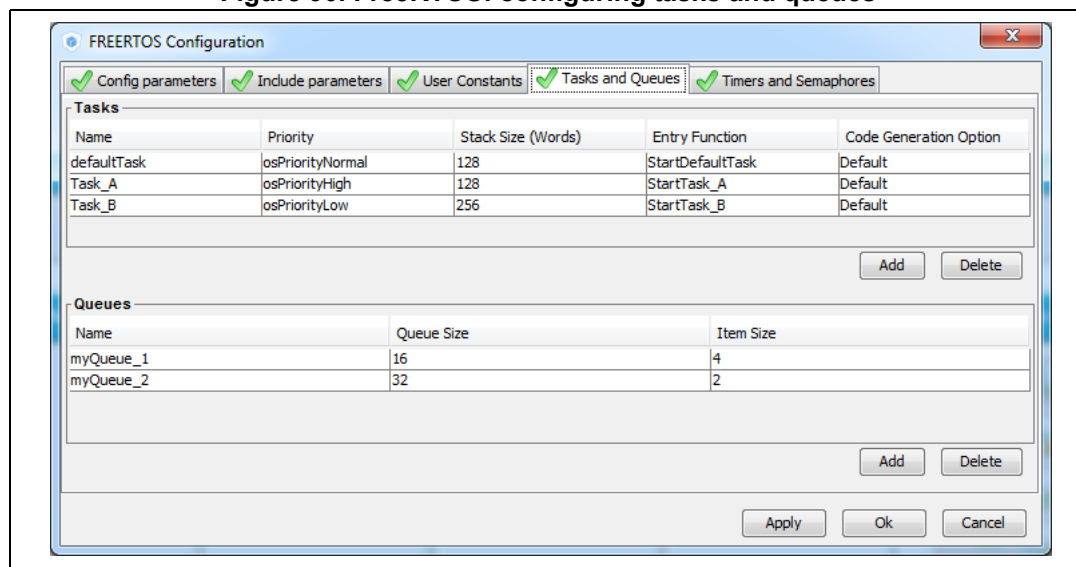 FREERTOS Configuration
Config parameters Include parameters User Constants Tasks and Queues Timers and Semaphores
Tasks
Name Priority Stack Size (Words) Entry Function Code Generation Option
defaultTask osPriorityNormal 128 StartDefaultTask Default
Task_A osPriorityHigh 128 StartTask_A Default
Task_B osPriorityLow 256 StartTask_B Default
Add Delete
Queues
Name Queue Size Item Size
myQueue_1 16 4
myQueue_2 32 2
Add Delete
Apply Ok Cancel